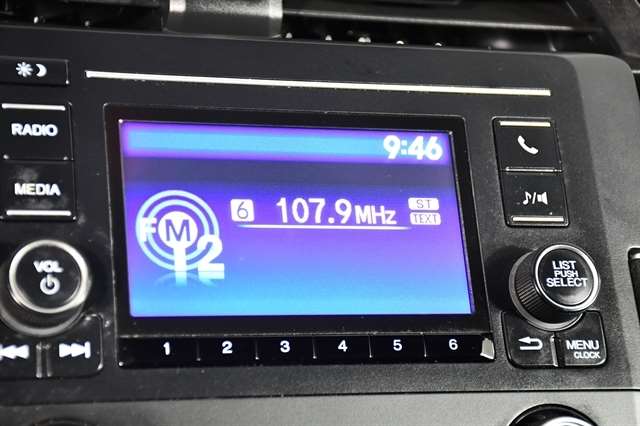 9:46
RADIO
MEDIA
6 107.9MHz ST
TEXT
FM
12
VOL
LIST
PUSH
SELECT
1 2 3 4 5 6
MENU
CLOCK